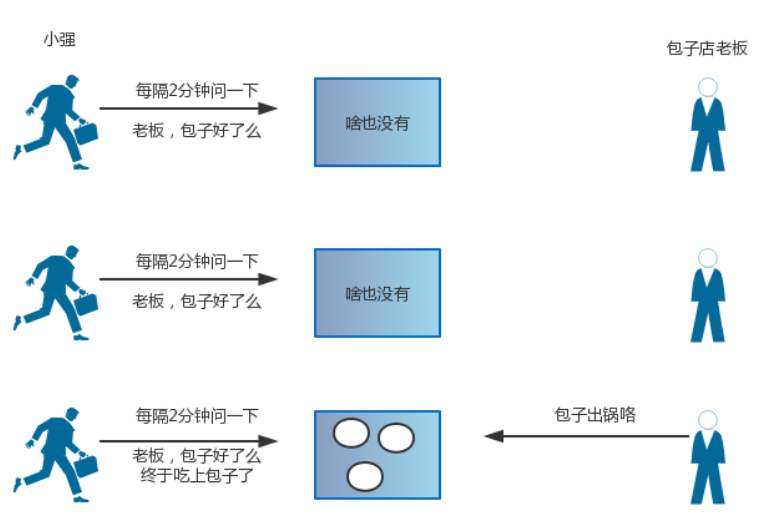 小强
包子店老板
每隔2分钟问一下
老板，包子好了么
啥也没有
每隔2分钟问一下
老板，包子好了么
啥也没有
每隔2分钟问一下
老板，包子好了么
终于吃上包子了
包子出锅咯